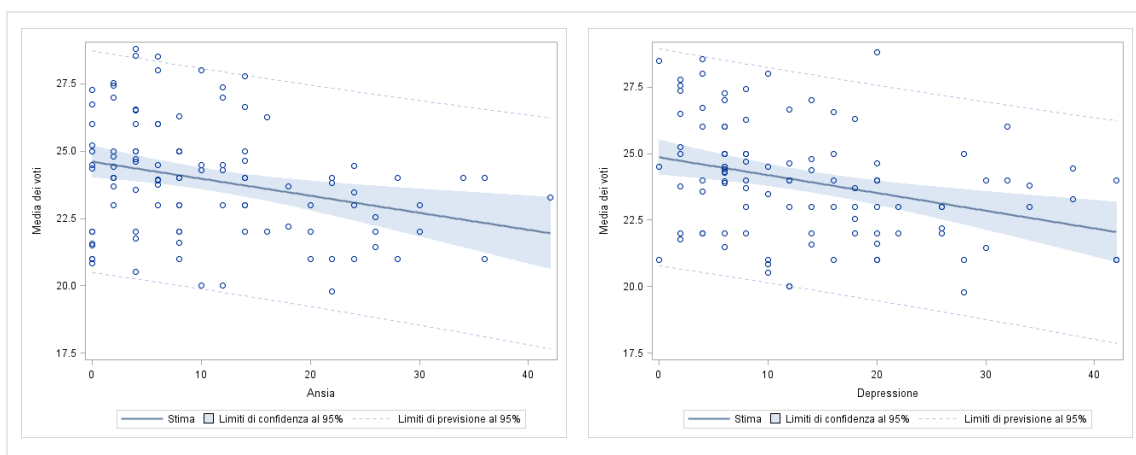 27.5
25.0
22.5
20.0
17.5
Media dei voti
0 10 20 30 40
Ansia
Stima Limiti di confidenza al 95% Limiti di previsione al 95%
27.5
25.0
22.5
20.0
17.5
Media dei voti
0 10 20 30 40
Depressione
Stima Limiti di confidenza al 95% Limiti di previsione al 95%